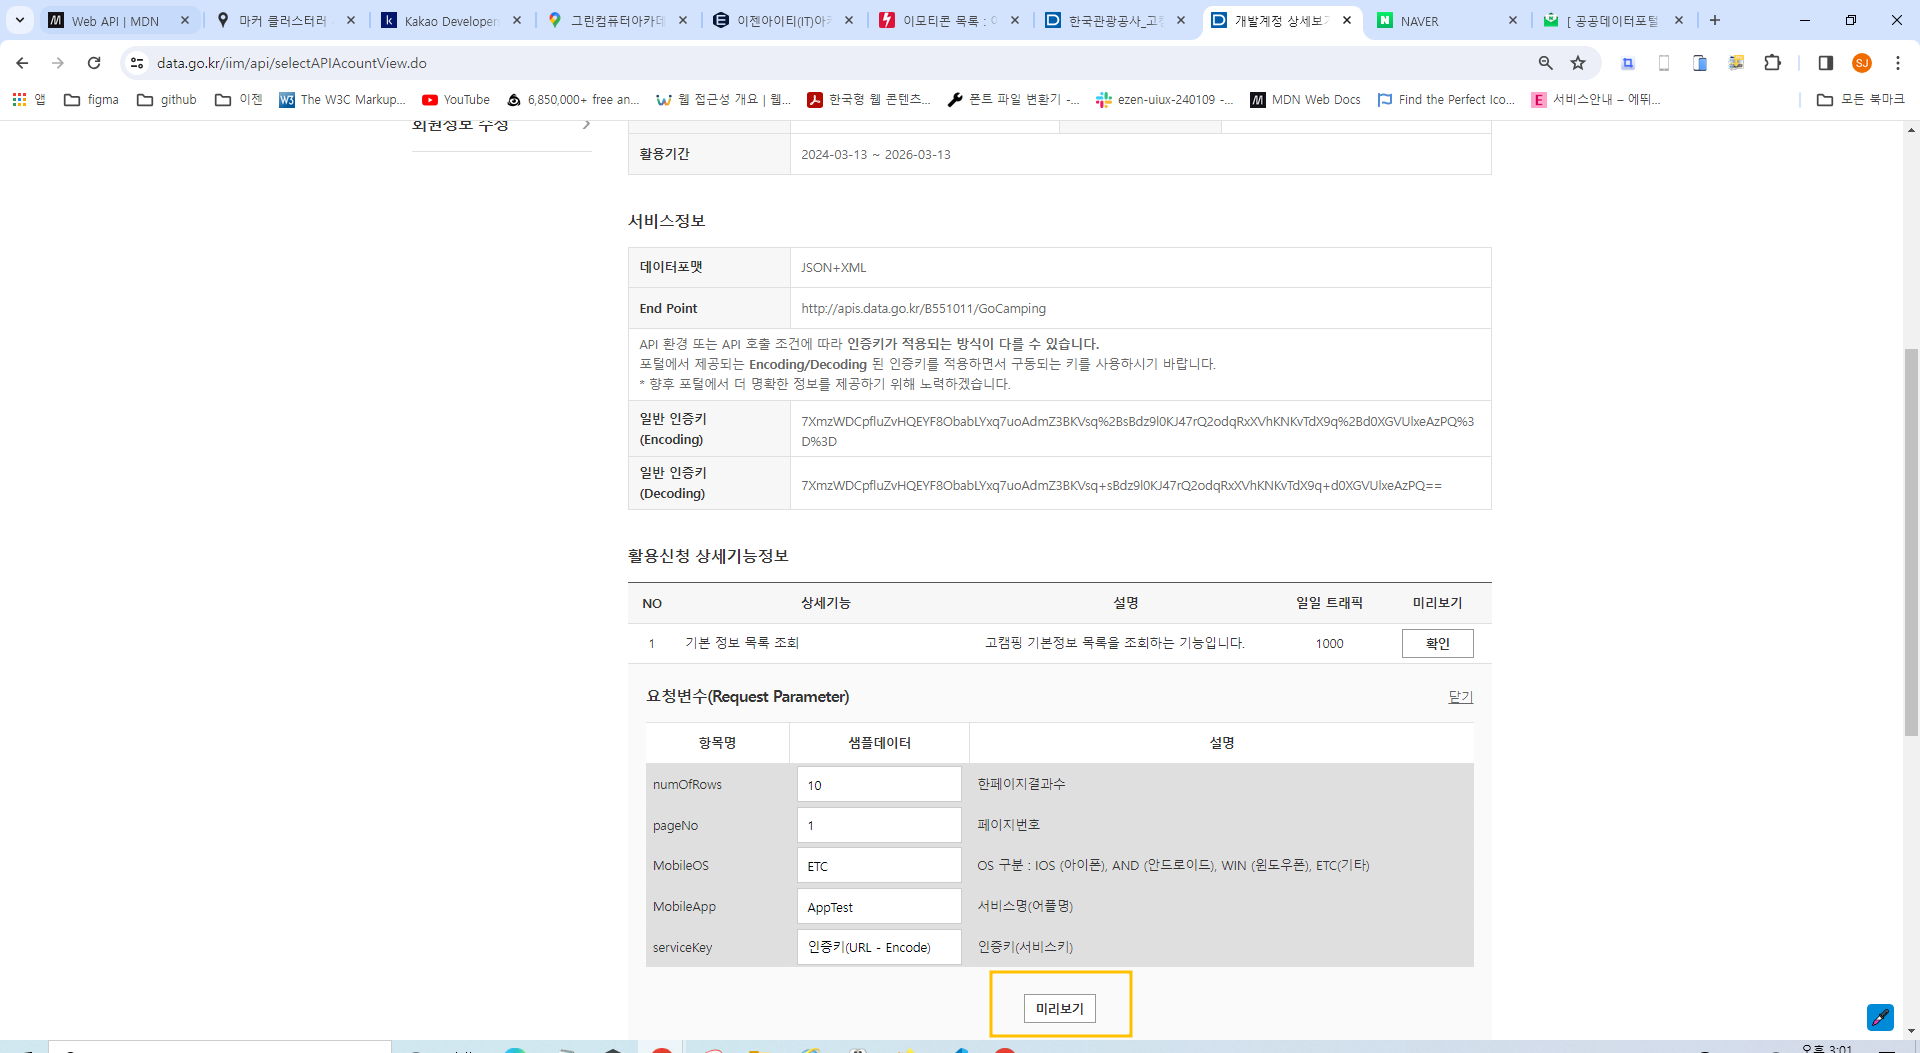 Web API | MDN
마커 클러스터러
Kakao Developer
그린컴퓨터아카데
이젠아이티(IT)아카
이모티콘 목록 : 이
한국관광공사_고캠
개발계정 상세보기
NAVER
[ 공공데이터포털
data.go.kr/iim/api/selectAPIAcountView.do
SJ
앱
figma
github
이젠
The W3C Markup...
YouTube
6,850,000+ free an...
웹 접근성 개요 | 웹...
한국형 웹 콘텐츠...
폰트 파일 변환기 -...
ezen-uiux-240109 -...
MDN Web Docs
Find the Perfect Ico...
서비스안내 – 에뛰...
모든 북마크
회원정보 수정
활용기간 2024-03-13 ~ 2026-03-13
서비스정보
데이터포맷 JSON+XML
End Point http://apis.data.go.kr/B551011/GoCamping
API 환경 또는 API 호출 조건에 따라 인증키가 적용되는 방식이 다를 수 있습니다.
포털에서 제공되는 Encoding/Decoding 된 인증키를 적용하면서 구동되는 키를 사용하시기 바랍니다.
* 향후 포털에서 더 명확한 정보를 제공하기 위해 노력하겠습니다.
일반 인증키
(Encoding)
7XmzWDCpfluZvHQEYF8ObabLYxq7uoAdmZ3BKVsq%2BsBdz9l0KJ47rQ2odqRxXVhKNKvTdX9q%2Bd0XGVUlxeAzPQ%3
D%3D
일반 인증키
(Decoding)
7XmzWDCpfluZvHQEYF8ObabLYxq7uoAdmZ3BKVsq+sBdz9l0KJ47rQ2odqRxXVhKNKvTdX9q+d0XGVUlxeAzPQ==
활용신청 상세기능정보
NO 상세기능 설명 일일 트래픽 미리보기
1 기본 정보 목록 조회 고캠핑 기본정보 목록을 조회하는 기능입니다. 1000 확인
요청변수(Request Parameter) 닫기
항목명 샘플데이터 설명
numOfRows 10 한페이지결과수
pageNo 1 페이지번호
MobileOS ETC OS 구분 : IOS (아이폰), AND (안드로이드), WIN (윈도우폰), ETC(기타)
MobileApp AppTest 서비스명(어플명)
serviceKey 인증키(URL - Encode) 인증키(서비스키)
미리보기
오후 3:01